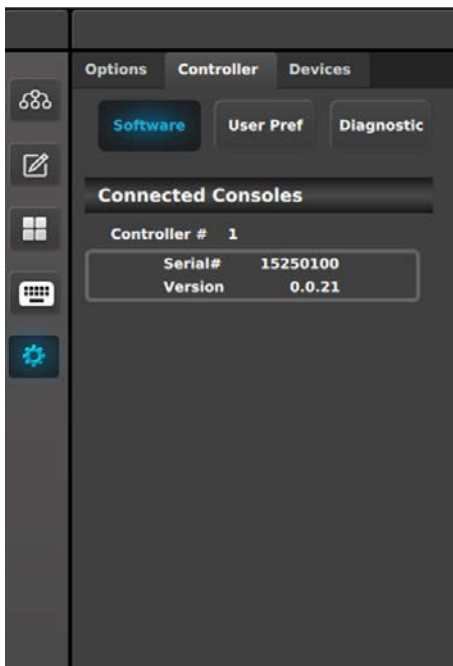 Options Controller Devices
Software User Pref Diagnostic
Connected Consoles
Controller # 1
Serial# 15250100
Version 0.0.21